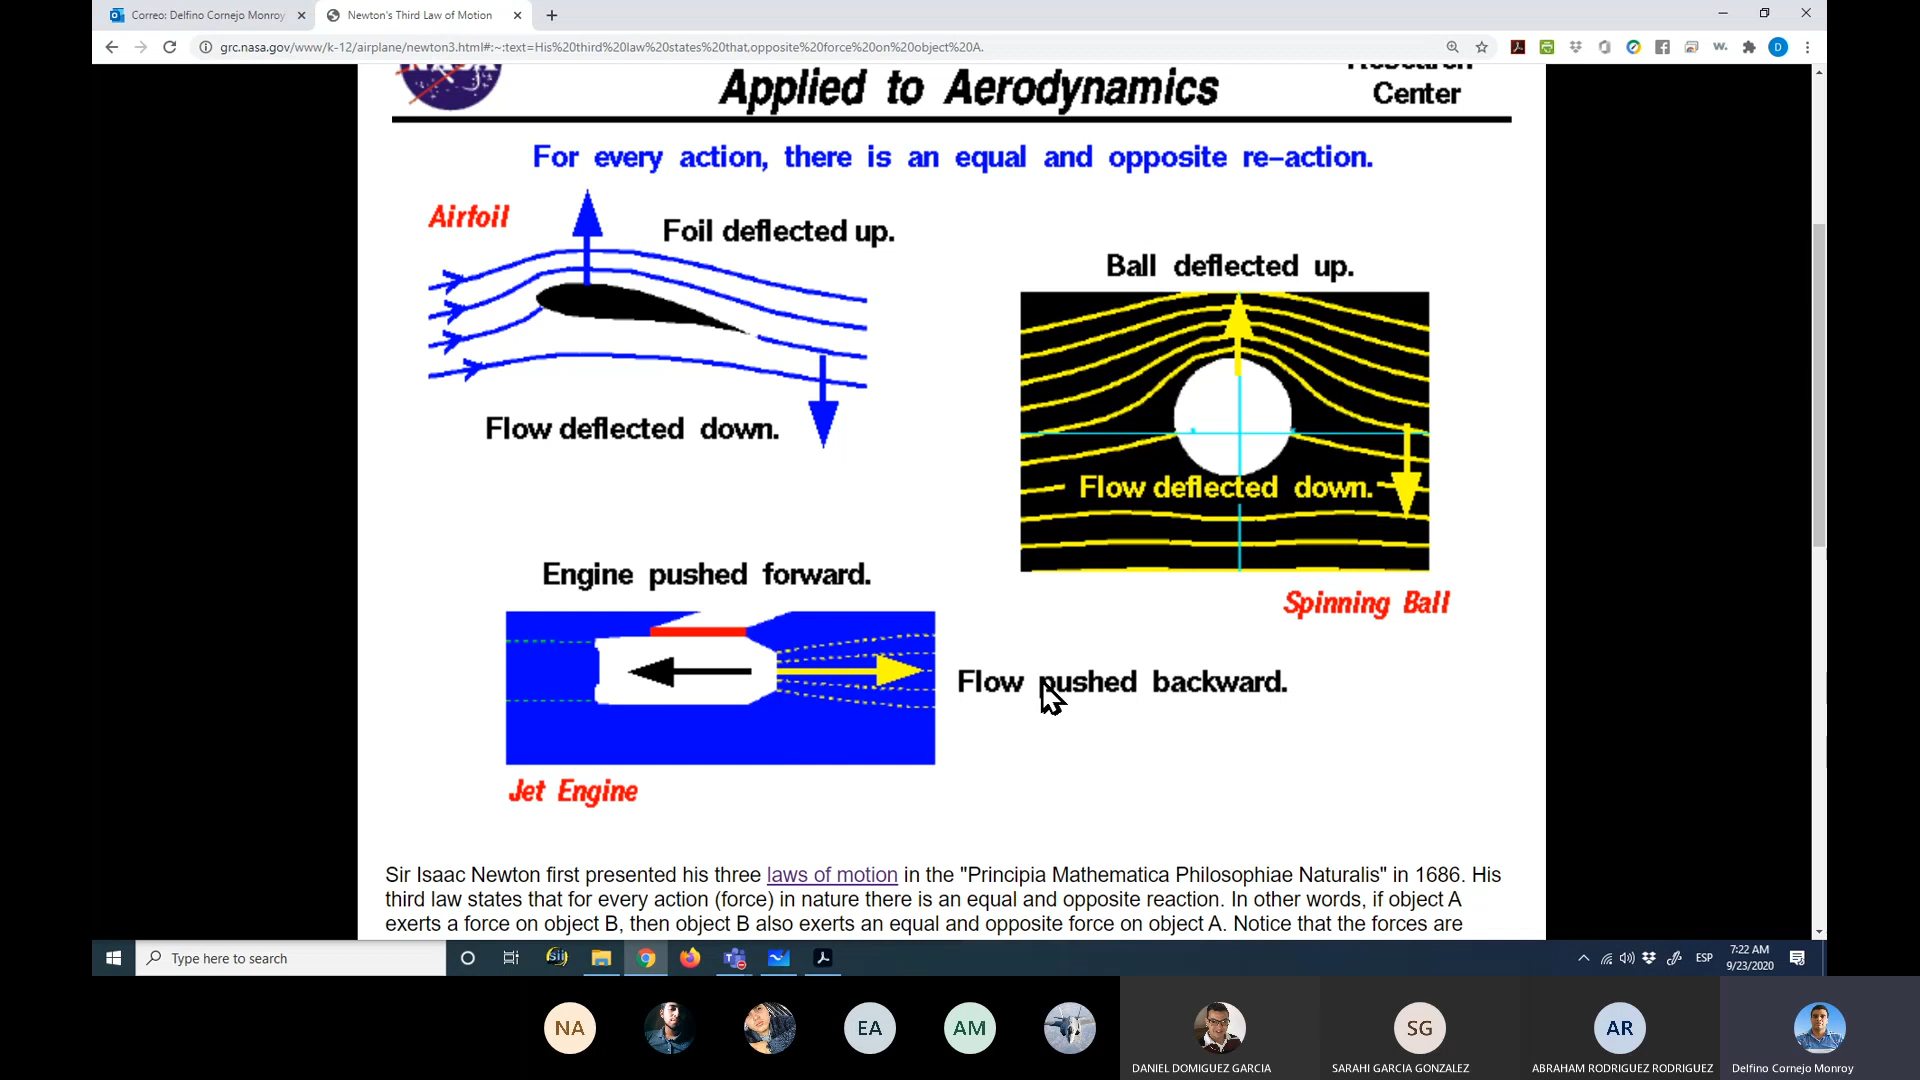 Correo: Delfino Cornejo Monroy
Newton's Third Law of Motion
grc.nasa.gov/www/k-12/airplane/newton3.html#:~:text=His%20third%20law%20states%20that,opposite%20force%20on%20object%20A.
NASA
Research
Center
Applied to Aerodynamics
For every action, there is an equal and opposite re-action.
Airfoil
Foil deflected up.
Flow deflected down.
Ball deflected up.
Flow deflected down.
Spinning Ball
Engine pushed forward.
Flow pushed backward.
Jet Engine
Sir Isaac Newton first presented his three laws of motion in the "Principia Mathematica Philosophiae Naturalis" in 1686. His
third law states that for every action (force) in nature there is an equal and opposite reaction. In other words, if object A
exerts a force on object B, then object B also exerts an equal and opposite force on object A. Notice that the forces are
Type here to search
ESP
7:22 AM
9/23/2020
NA
EA
AM
SG
AR
DANIEL DOMIGUEZ GARCIA
SARAHI GARCIA GONZALEZ
ABRAHAM RODRIGUEZ RODRIGUEZ
Delfino Cornejo Monroy